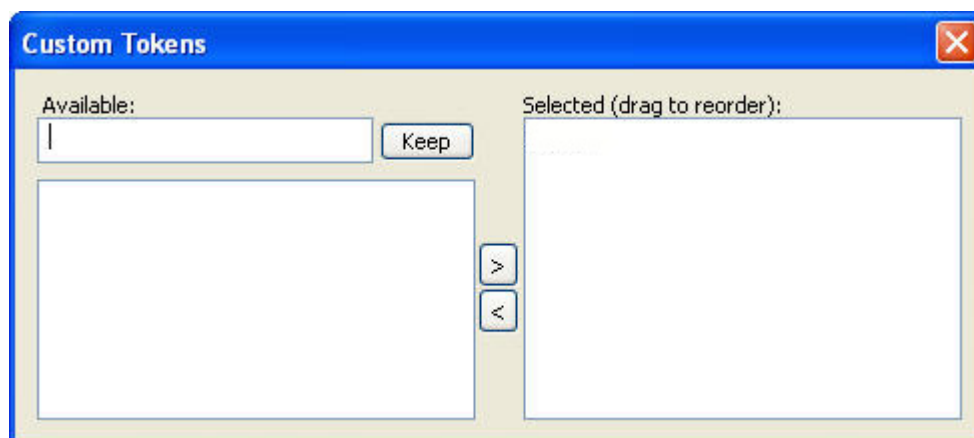 Custom Tokens
Available:
Selected (drag to reorder):
Keep
>
<